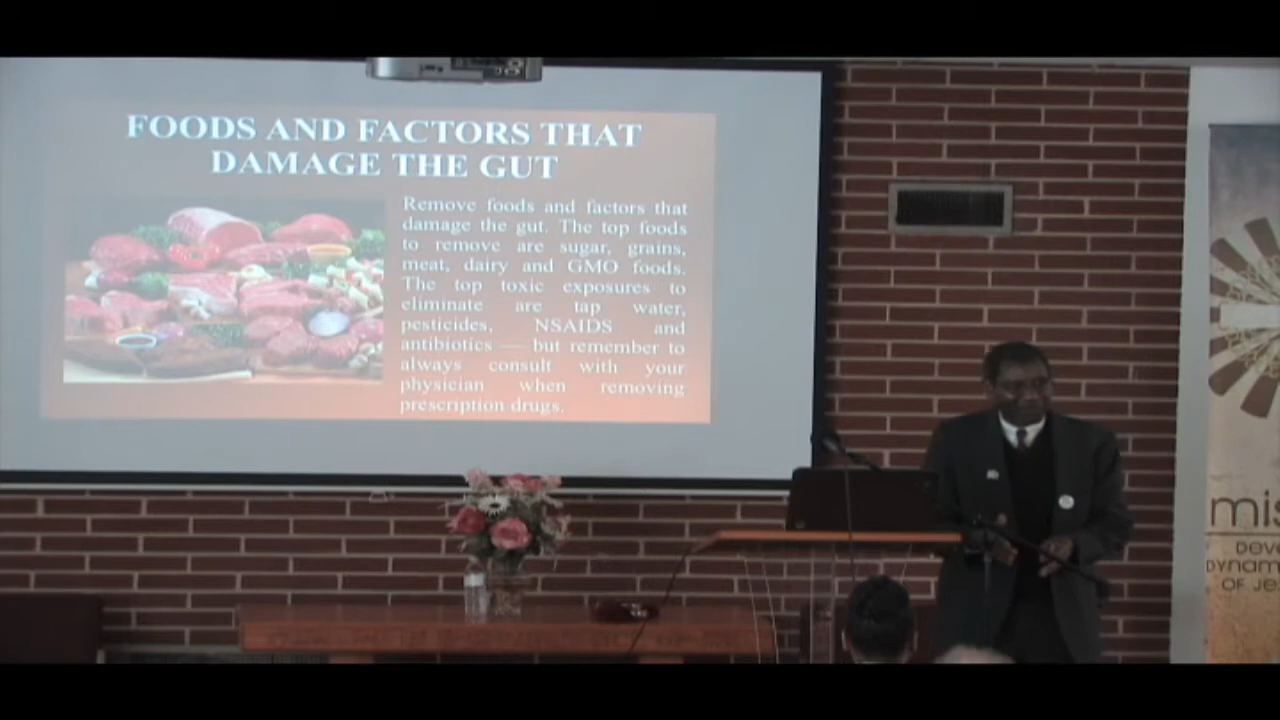 FOODS AND FACTORS THAT
DAMAGE THE GUT
Remove foods and factors that
damage the gut. The top foods
to remove are sugar, grains,
meat, dairy and GMO foods.
The top toxic exposures to
eliminate are tap water,
pesticides, NSAIDS and
antibiotics — but remember to
always consult with your
physician when removing
prescription drugs.
mis
DEVE
DYNAM
OF JE